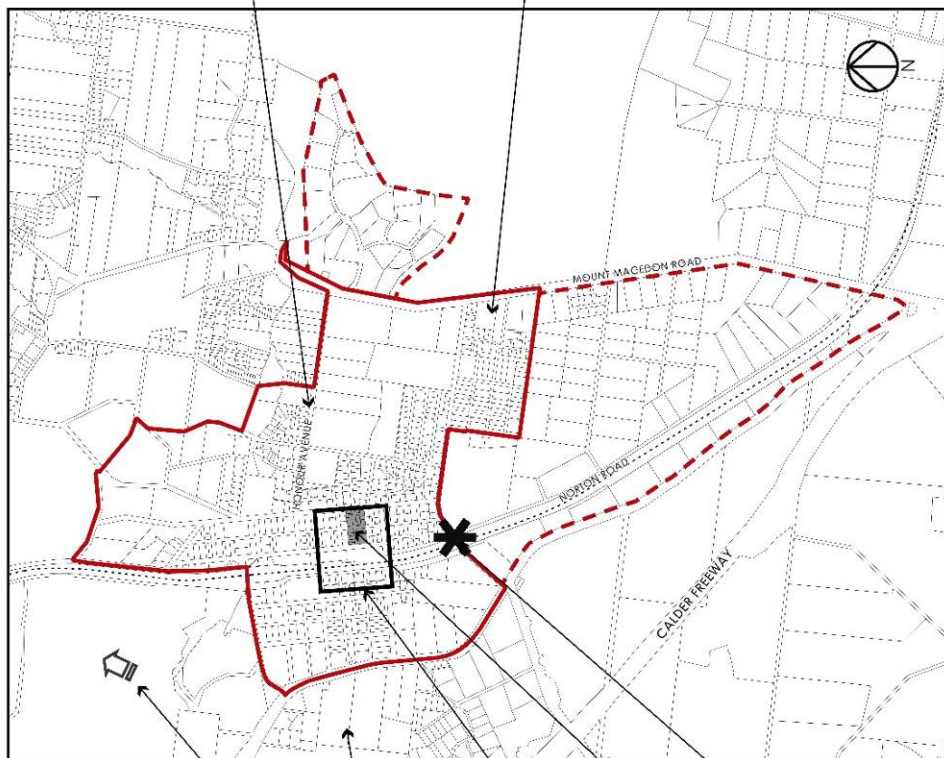 N
MOUNT MACEDON ROAD
HONOUR AVENUE
NORTON ROAD
CALDER FREEWAY